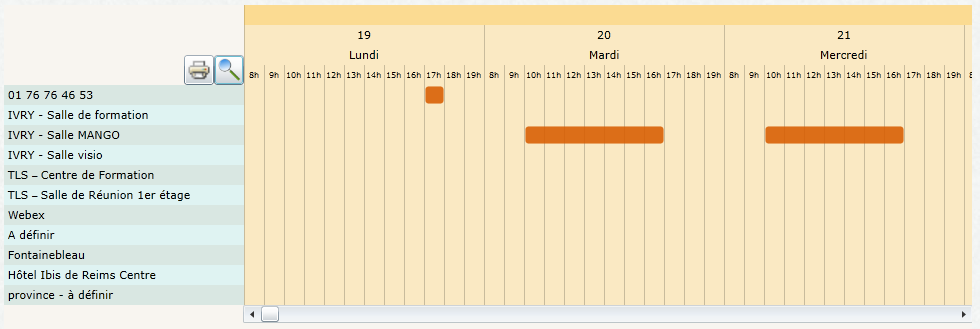 19 20 21
Lundi Mardi Mercredi
8h 9h 10h 11h 12h 13h 14h 15h 16h 17h 18h 19h 8h 9h 10h 11h 12h 13h 14h 15h 16h 17h 18h 19h 8h 9h 10h 11h 12h 13h 14h 15h 16h 17h 18h 19h 8
01 76 76 46 53
IVRY - Salle de formation
IVRY - Salle MANGO
IVRY - Salle visio
TLS – Centre de Formation
TLS – Salle de Réunion 1er étage
Webex
A définir
Fontainebleau
Hôtel Ibis de Reims Centre
province - à définir